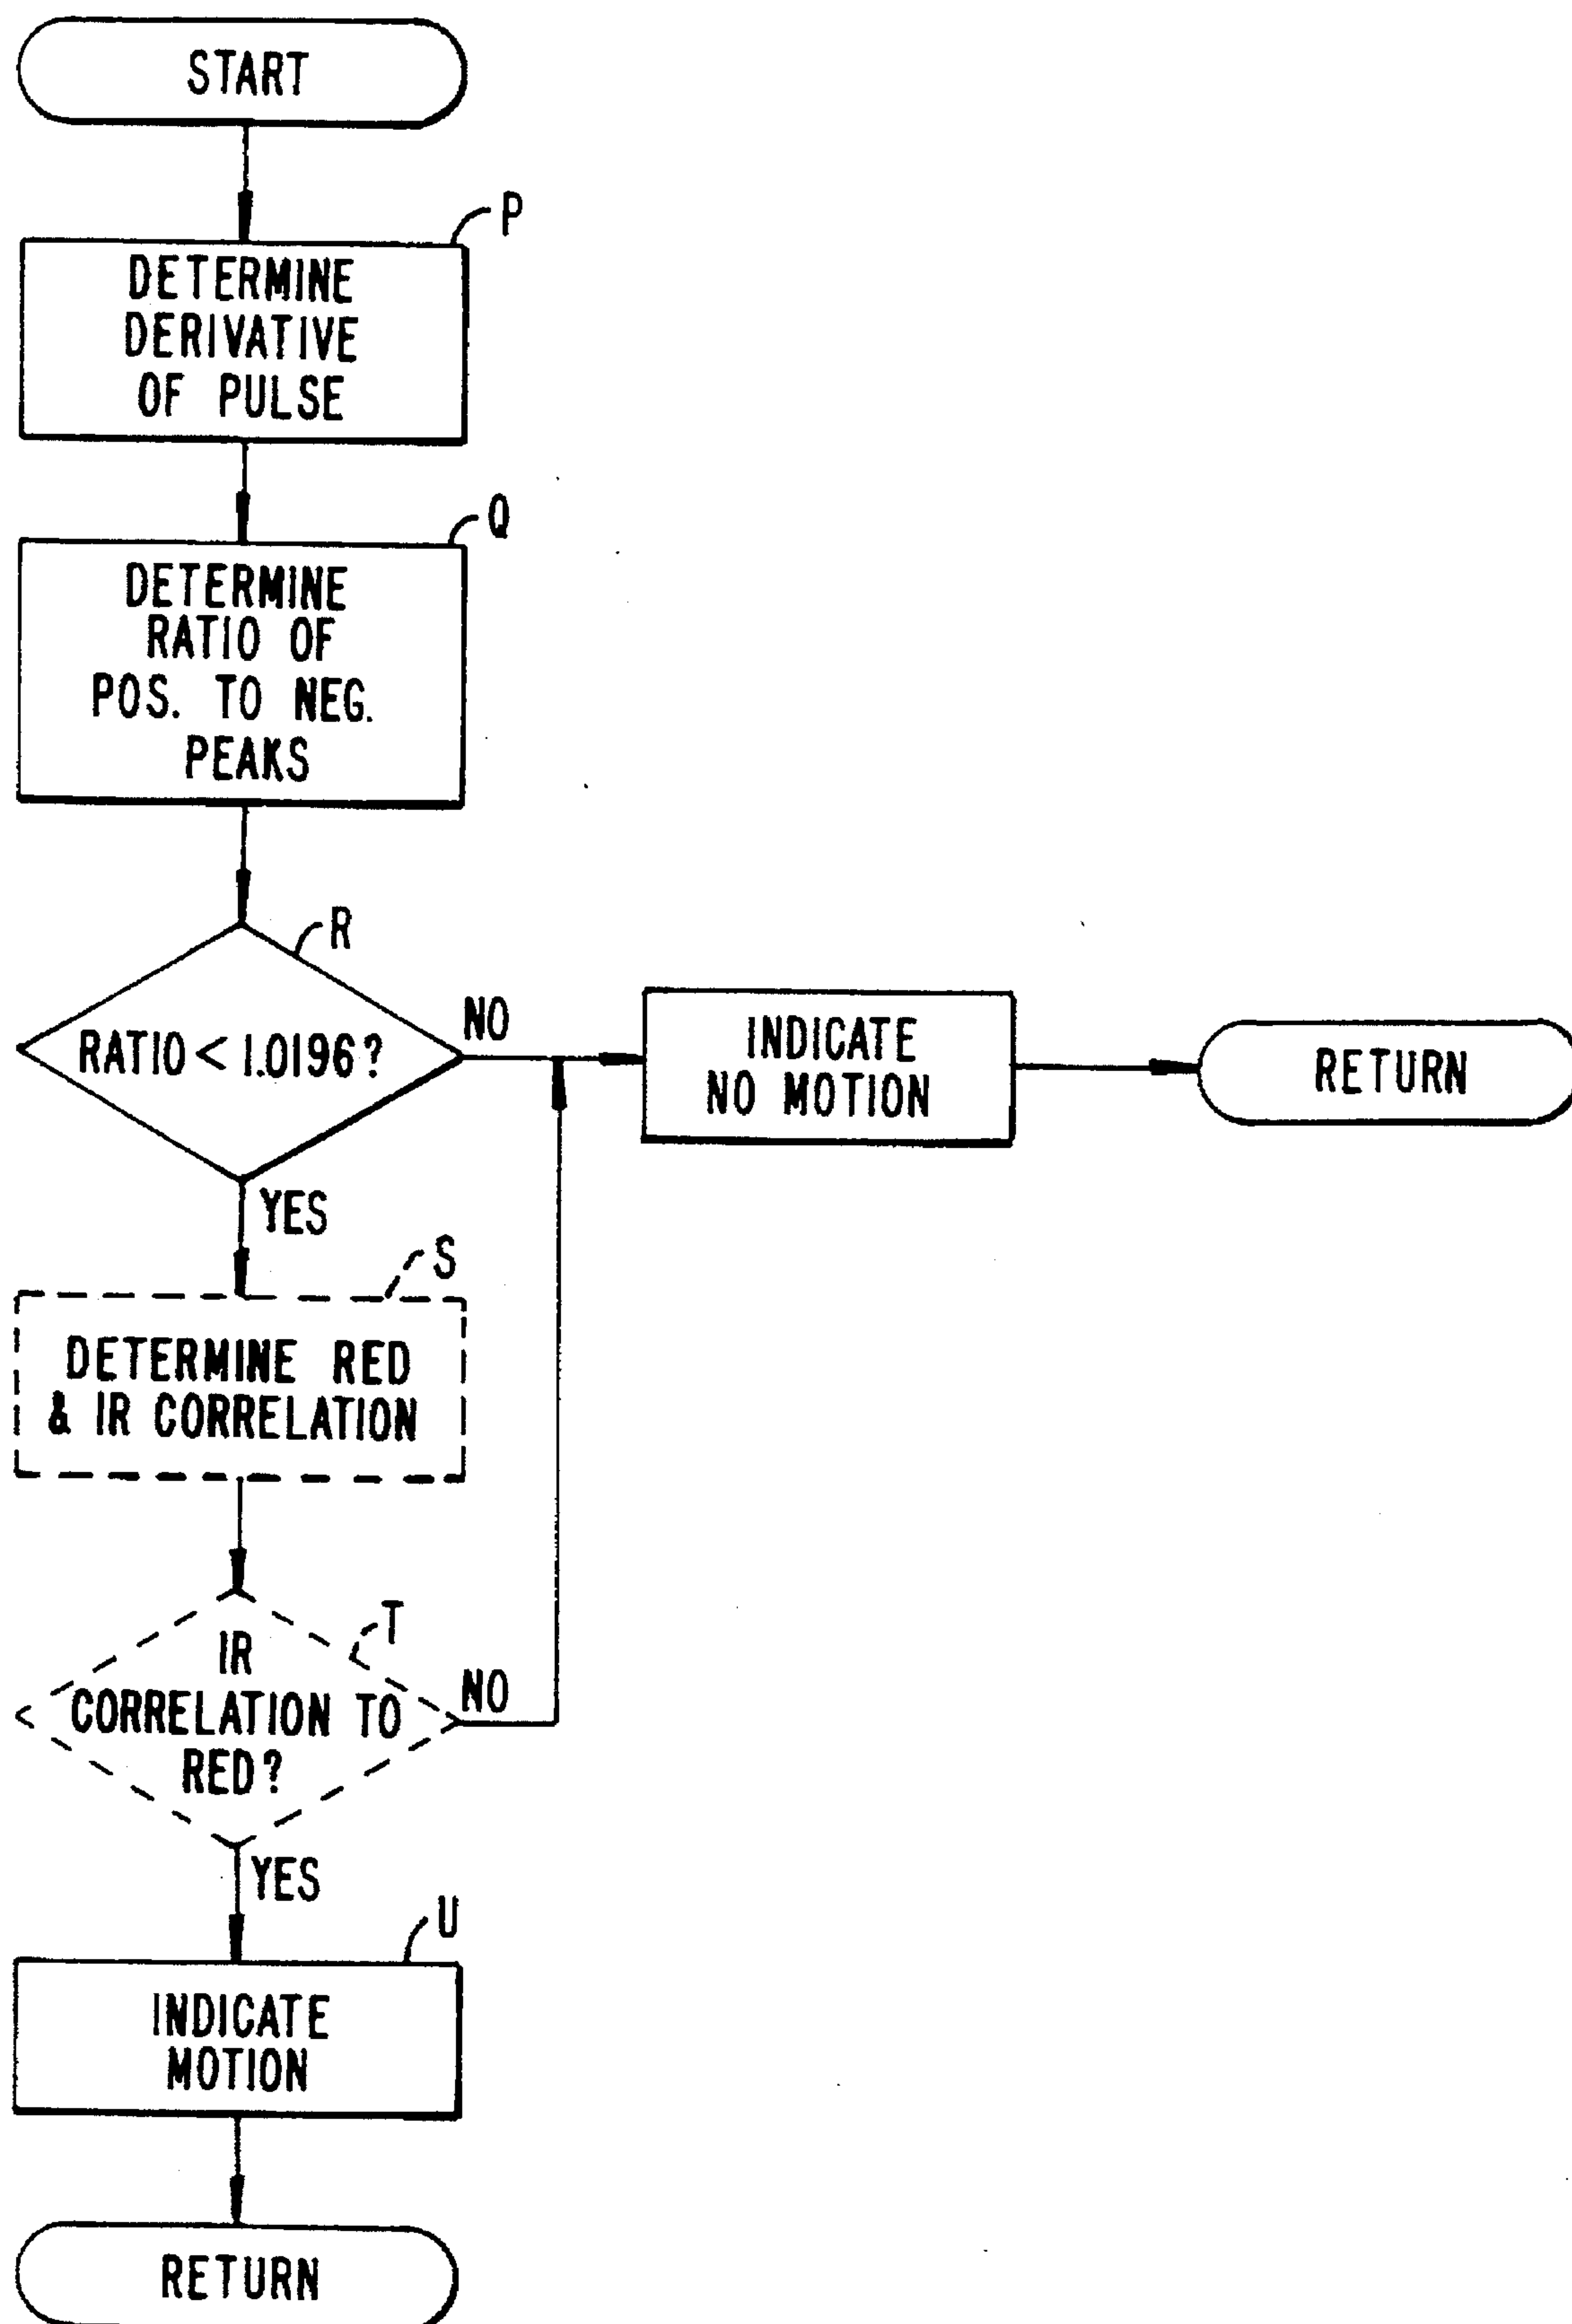 START
P
DETERMINE
DERIVATIVE
OF PULSE
Q
DETERMINE
RATIO OF
POS. TO NEG.
PEAKS
R
RATIO < 1.0196?
NO
INDICATE
NO MOTION
RETURN
YES
S
DETERMINE RED
& IR CORRELATION
T
IR
CORRELATION TO
RED?
NO
YES
U
INDICATE
MOTION
RETURN